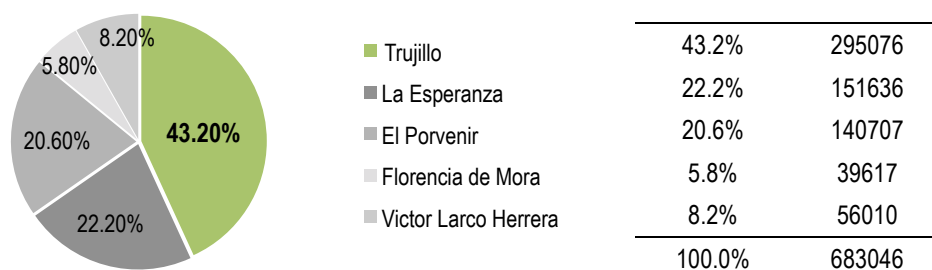 8.20%
5.80%
20.60%
43.20%
22.20%
Trujillo 43.2% 295076
La Esperanza 22.2% 151636
El Porvenir 20.6% 140707
Florencia de Mora 5.8% 39617
Victor Larco Herrera 8.2% 56010
100.0% 683046